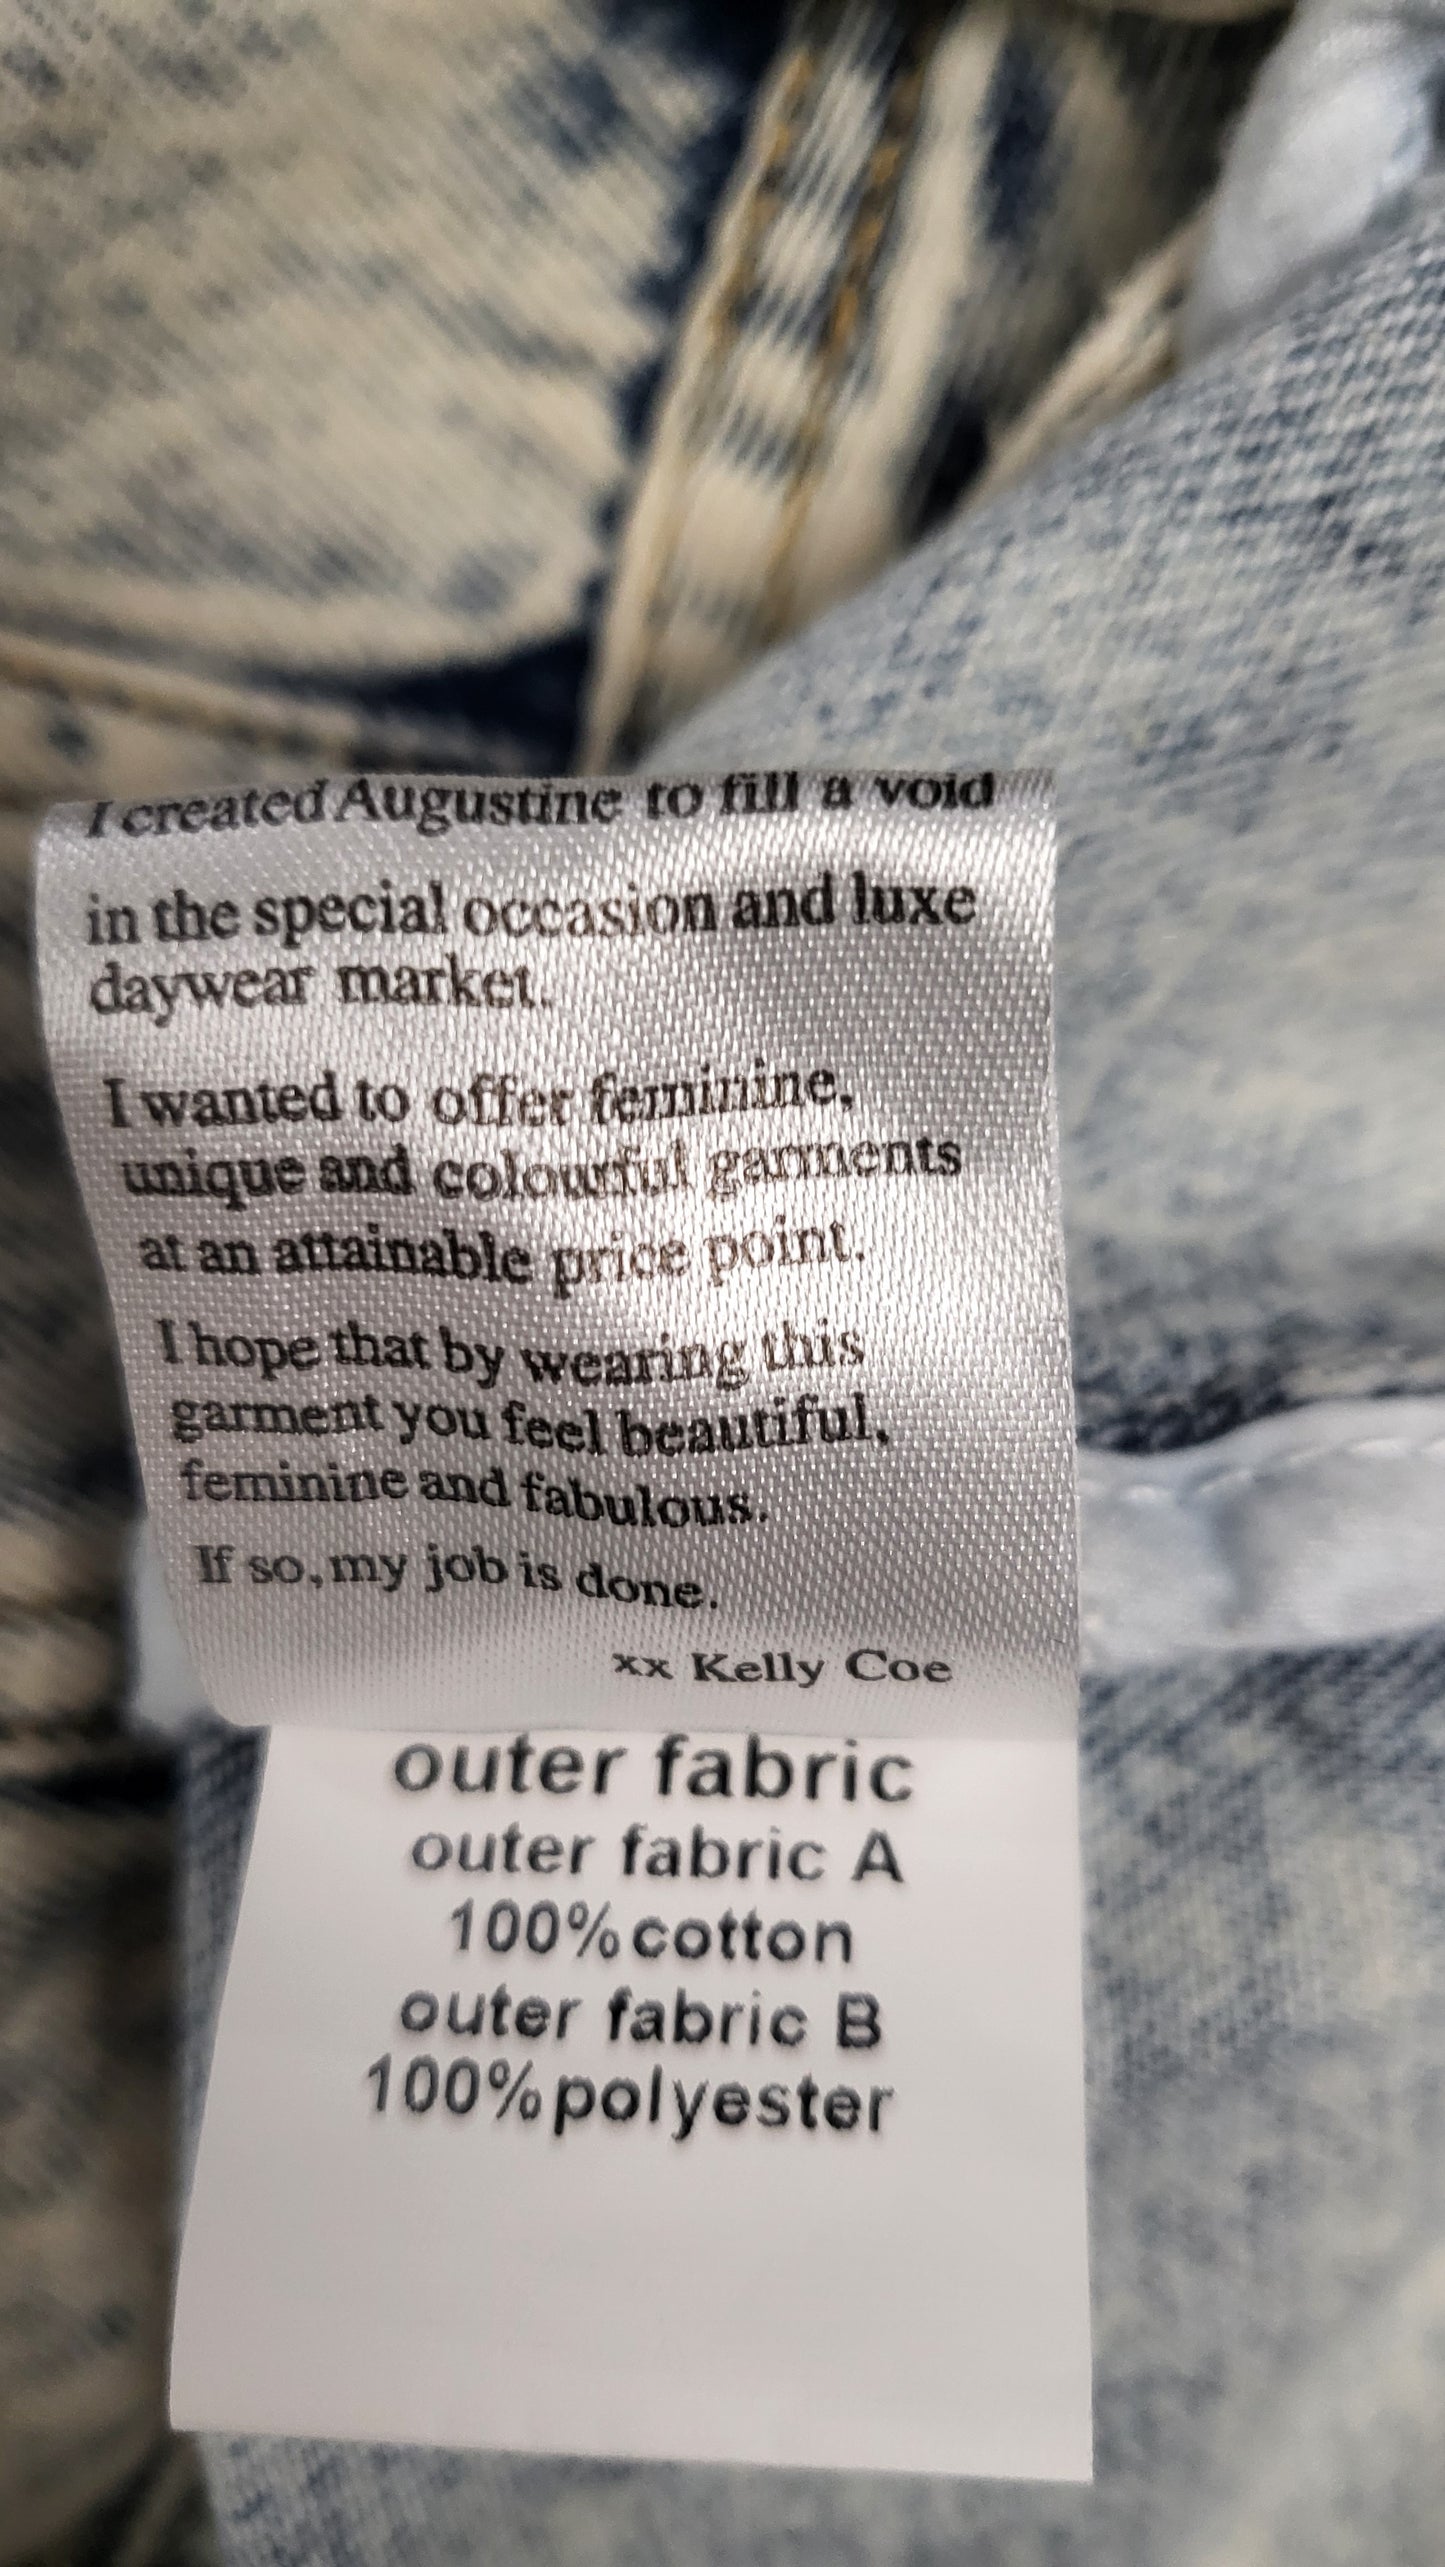 I created Augustine to fill a void
in the special occasion and luxe
daywear market.
I wanted to offer feminine,
unique and colourful garments
at an attainable price point.
I hope that by wearing this
garment you feel beautiful,
feminine and fabulous.
If so, my job is done.
xx Kelly Coe
outer fabric
outer fabric A
100%cotton
outer fabric B
100%polyester